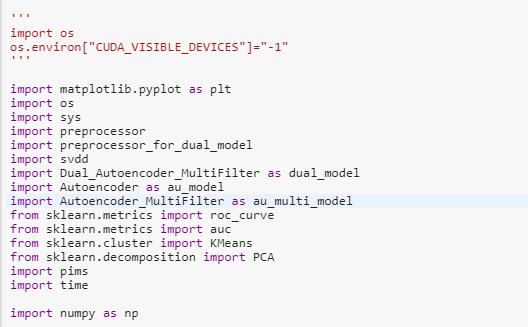 '''
import os
os.environ["CUDA_VISIBLE_DEVICES"]="-1"
'''
import matplotlib.pyplot as plt
import os
import sys
import preprocessor
import preprocessor_for_dual_model
import svdd
import Dual_Autoencoder_MultiFilter as dual_model
import Autoencoder as au_model
import Autoencoder_MultiFilter as au_multi_model
from sklearn.metrics import roc_curve
from sklearn.metrics import auc
from sklearn.cluster import KMeans
from sklearn.decomposition import PCA
import pims
import time
import numpy as np